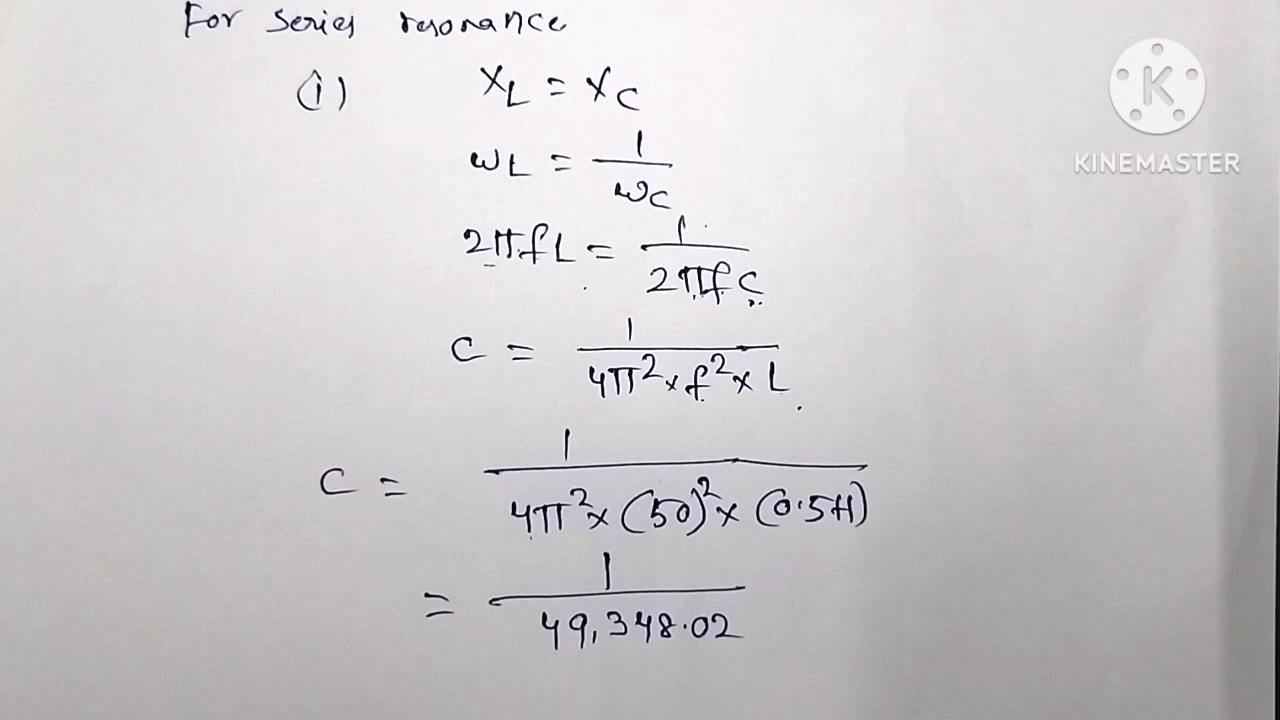 For series resonance
(i) XL = XC
ωL = 1/ωC
2πfL = 1/2πfC
C = 1/4π²×f²×L
C = 1/4π²×(50)²×(0.5H)
= 1/49,348.02
K
KINEMASTER